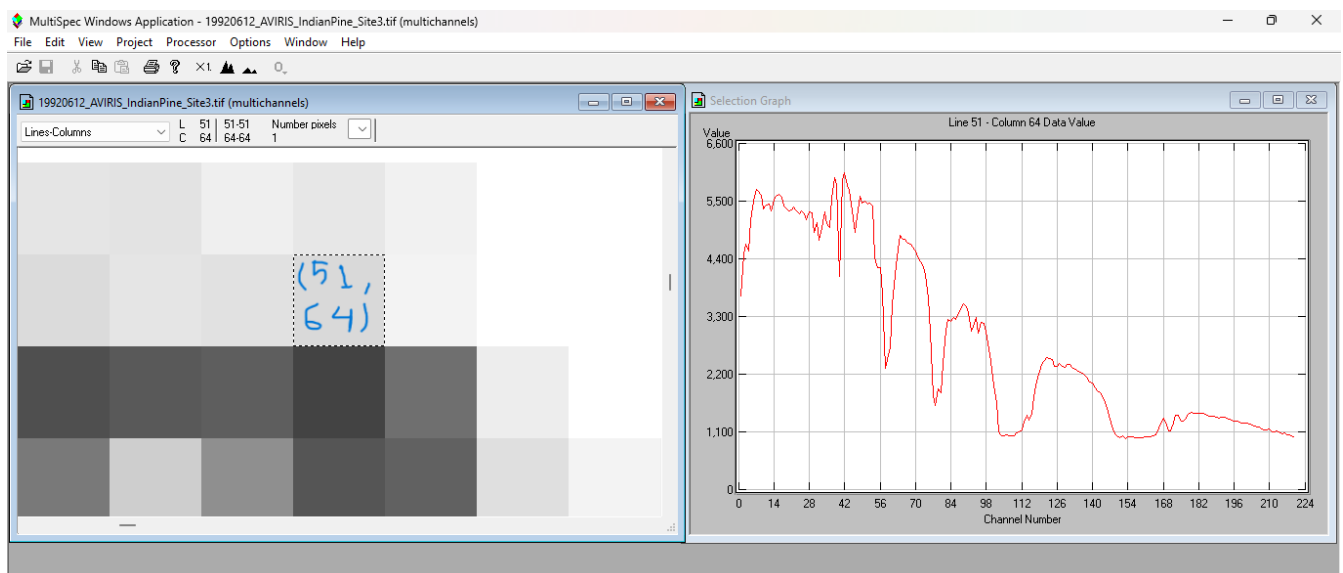 MultiSpec Windows Application - 19920612_AVIRIS_IndianPine_Site3.tif (multichannels)
File Edit View Project Processor Options Window Help
×1.
0.
19920612_AVIRIS_IndianPine_Site3.tif (multichannels)
Lines-Columns
L 51 51-51 Number pixels
C 64 64-64 1
(51,
64)
Selection Graph
Line 51 - Column 64 Data Value
Value
6,600
5,500
4,400
3,300
2,200
1,100
0
0 14 28 42 56 70 84 98 112 126 140 154 168 182 196 210 224
Channel Number